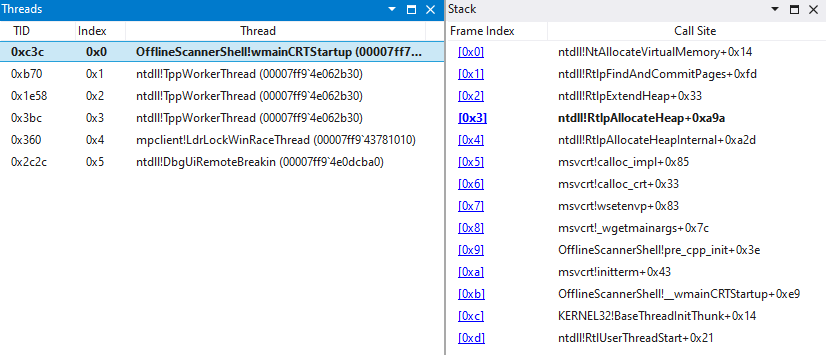 Threads
TID Index Thread
0xc3c 0x0 OfflineScannerShell!wmainCRTStartup (00007ff7...
0xb70 0x1 ntdll!TppWorkerThread (00007ff9`4e062b30)
0x1e58 0x2 ntdll!TppWorkerThread (00007ff9`4e062b30)
0x3bc 0x3 ntdll!TppWorkerThread (00007ff9`4e062b30)
0x360 0x4 mpclient!LdrLockWinRaceThread (00007ff9`43781010)
0x2c2c 0x5 ntdll!DbgUiRemoteBreakin (00007ff9`4e0dcba0)
Stack
Frame Index Call Site
[0x0] ntdll!NtAllocateVirtualMemory+0x14
[0x1] ntdll!RtlpFindAndCommitPages+0xfd
[0x2] ntdll!RtlpExtendHeap+0x33
[0x3] ntdll!RtlpAllocateHeap+0xa9a
[0x4] ntdll!RtlpAllocateHeapInternal+0xa2d
[0x5] msvcrt!calloc_impl+0x85
[0x6] msvcrt!calloc_crt+0x33
[0x7] msvcrt!wsetenvp+0x83
[0x8] msvcrt!_wgetmainargs+0x7c
[0x9] OfflineScannerShell!pre_cpp_init+0x3e
[0xa] msvcrt!initterm+0x43
[0xb] OfflineScannerShell!__wmainCRTStartup+0xe9
[0xc] KERNEL32!BaseThreadInitThunk+0x14
[0xd] ntdll!RtlUserThreadStart+0x21